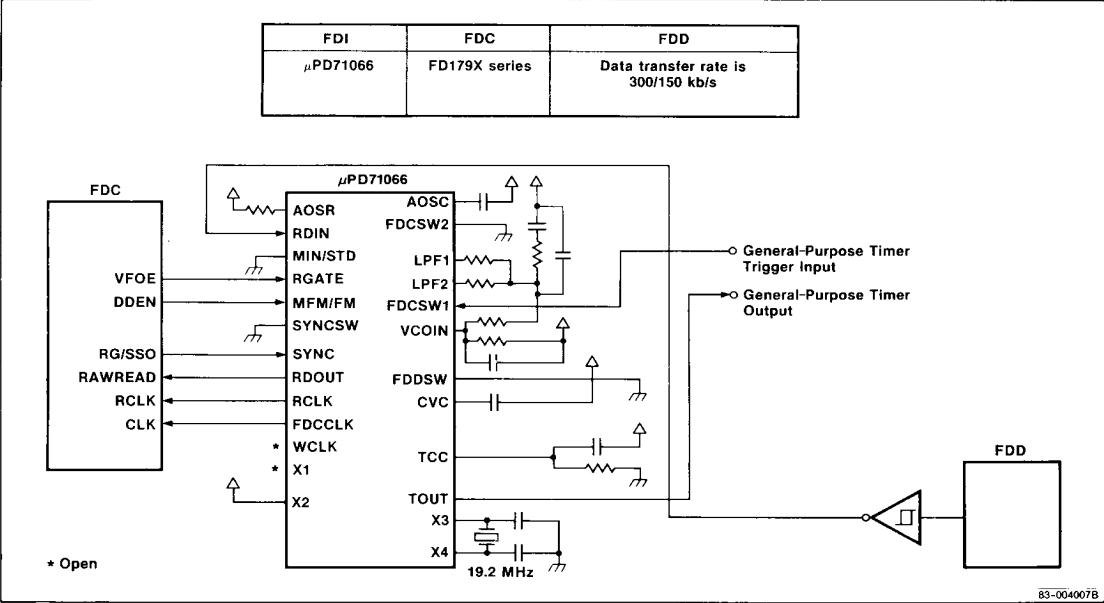 FDI FDC FDD
μPD71066 FD179X series Data transfer rate is
300/150 kb/s
μPD71066
FDC
VFOE
DDEN
RG/SSO
RAWREAD
RCLK
CLK
AOSR
RDIN
MIN/STD
RGATE
MFM/FM
SYNCSW
SYNC
RDOUT
RCLK
FDCCLK
* WCLK
* X1
X2
AOSC
FDCSW2
LPF1
LPF2
FDCSW1
VCOIN
FDDSW
CVC
TCC
TOUT
X3
X4
19.2 MHz
General-Purpose Timer
Trigger Input
General-Purpose Timer
Output
FDD
* Open
83-004007B